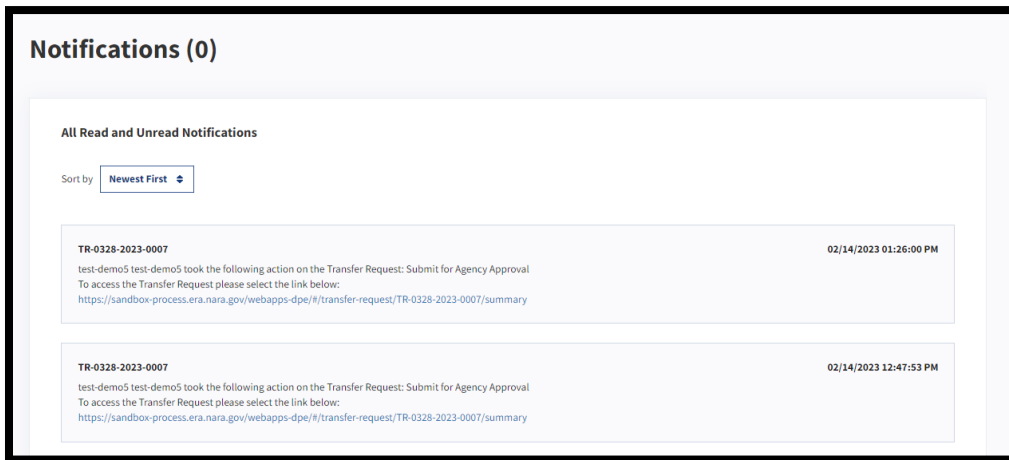 Notifications (0)
All Read and Unread Notifications
Sort by Newest First
TR-0328-2023-0007 02/14/2023 01:26:00 PM
test-demo5 test-demo5 took the following action on the Transfer Request: Submit for Agency Approval
To access the Transfer Request please select the link below:
https://sandbox-process.era.nara.gov/webapps-dpe/#/transfer-request/TR-0328-2023-0007/summary
TR-0328-2023-0007 02/14/2023 12:47:53 PM
test-demo5 test-demo5 took the following action on the Transfer Request: Submit for Agency Approval
To access the Transfer Request please select the link below:
https://sandbox-process.era.nara.gov/webapps-dpe/#/transfer-request/TR-0328-2023-0007/summary